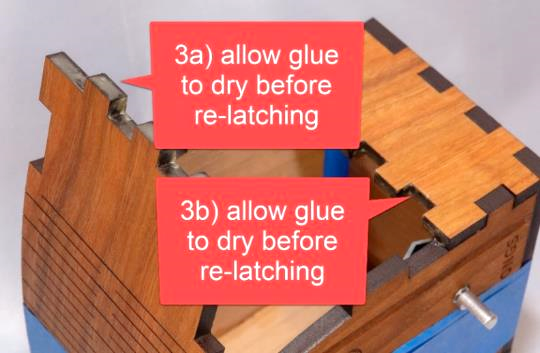 3a) allow glue
to dry before
re-latching
3b) allow glue
to dry before
re-latching